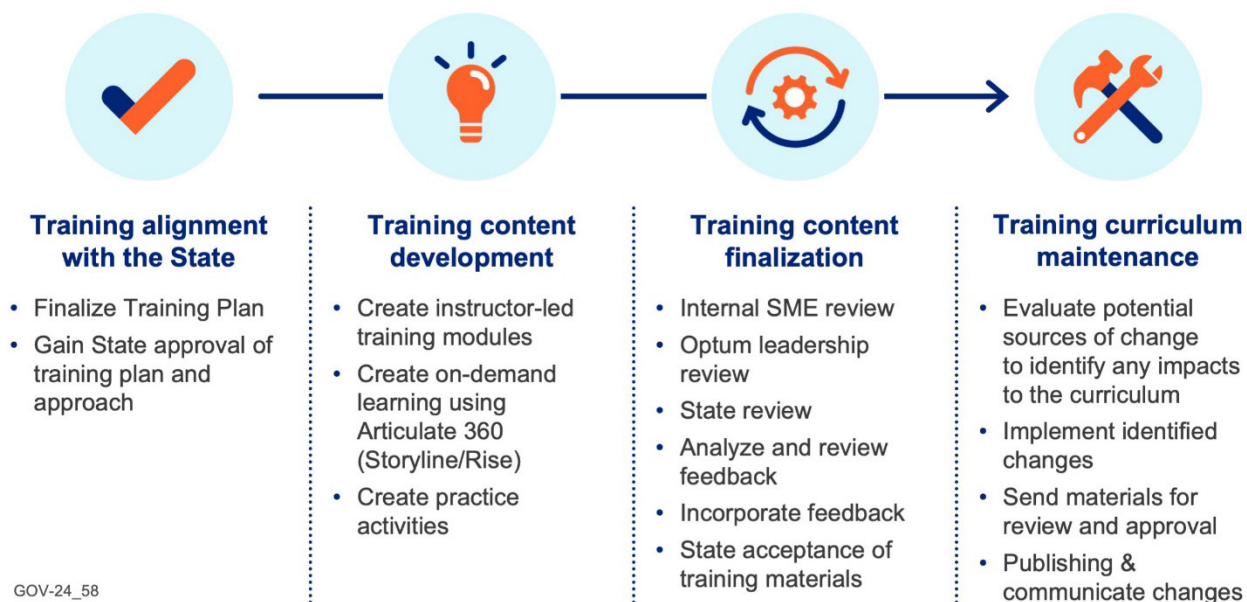 Training alignment
with the State
• Finalize Training Plan
• Gain State approval of
training plan and
approach
Training content
development
• Create instructor-led
training modules
• Create on-demand
learning using
Articulate 360
(Storyline/Rise)
• Create practice
activities
Training content
finalization
• Internal SME review
• Optum leadership
review
• State review
• Analyze and review
feedback
• Incorporate feedback
• State acceptance of
training materials
Training curriculum
maintenance
• Evaluate potential
sources of change
to identify any impacts
to the curriculum
• Implement identified
changes
• Send materials for
review and approval
• Publishing &
communicate changes
GOV-24_58